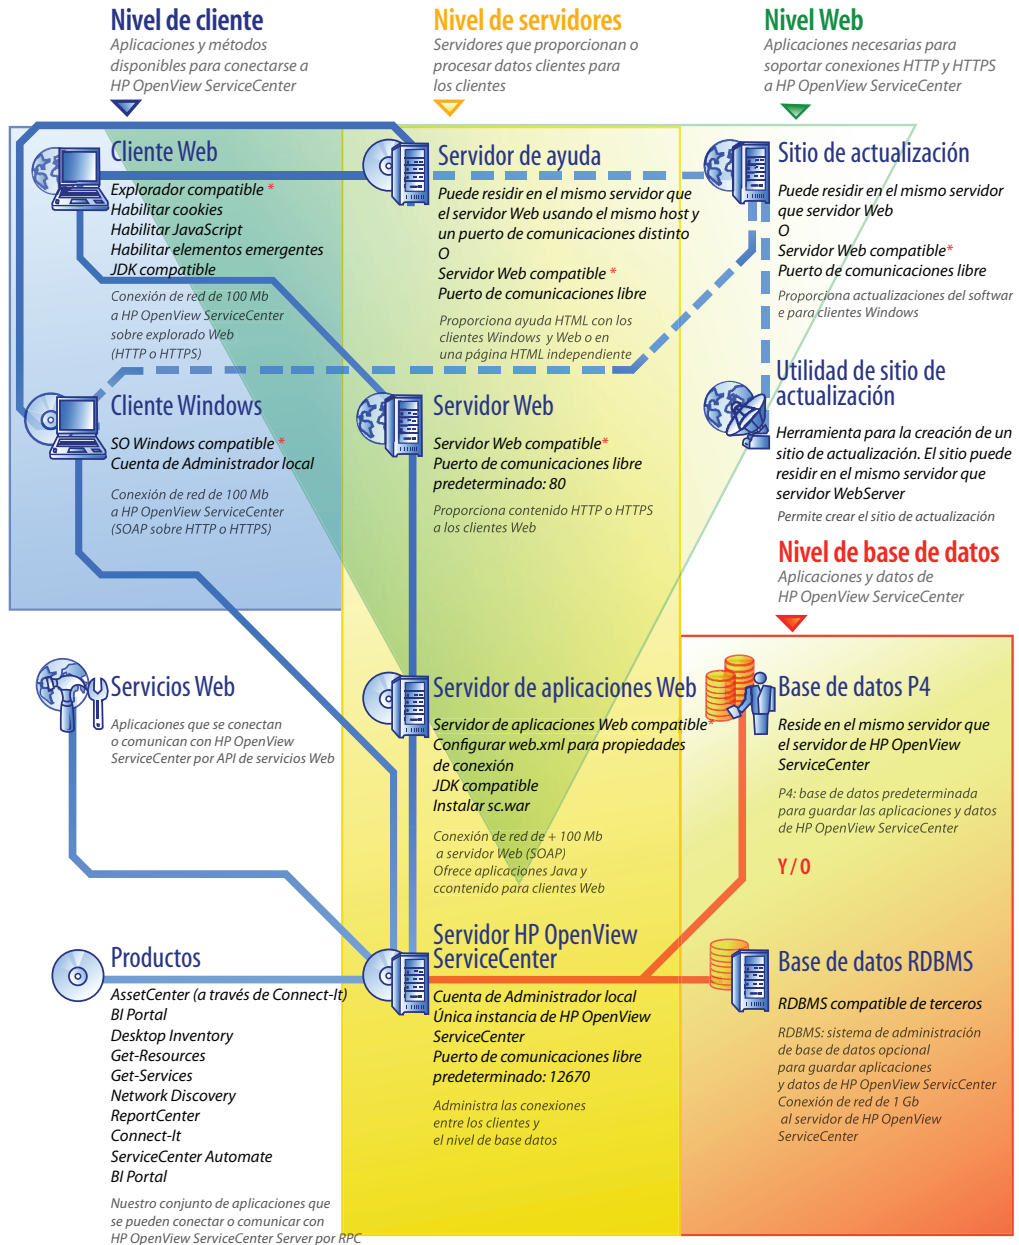 Nivel de cliente
Aplicaciones y métodos
disponibles para conectarse a
HP OpenView ServiceCenter
Nivel de servidores
Servidores que proporcionan o
procesar datos clientes para
los clientes
Nivel Web
Aplicaciones necesarias para
soportar conexiones HTTP y HTTPS
a HP OpenView ServiceCenter
Cliente Web
Explorador compatible *
Habilitar cookies
Habilitar JavaScript
Habilitar elementos emergentes
JDK compatible
Conexión de red de 100 Mb
a HP OpenView ServiceCenter
sobre explorado Web
(HTTP o HTTPS)
Servidor de ayuda
Puede residir en el mismo servidor que
el servidor Web usando el mismo host y
un puerto de comunicaciones distinto
O
Servidor Web compatible *
Puerto de comunicaciones libre
Proporciona ayuda HTML con los
clientes Windows y Web o en
una página HTML independiente
Sitio de actualización
Puede residir en el mismo servidor
que servidor Web
O
Servidor Web compatible*
Puerto de comunicaciones libre
Proporciona actualizaciones del softwar
e para clientes Windows
Cliente Windows
SO Windows compatible *
Cuenta de Administrador local
Conexión de red de 100 Mb
a HP OpenView ServiceCenter
(SOAP sobre HTTP o HTTPS)
Servidor Web
Servidor Web compatible*
Puerto de comunicaciones libre
predeterminado: 80
Proporciona contenido HTTP o HTTPS
a los clientes Web
Utilidad de sitio de
actualización
Herramienta para la creación de un
sitio de actualización. El sitio puede
residir en el mismo servidor que
servidor WebServer
Permite crear el sitio de actualización
Nivel de base de datos
Aplicaciones y datos de
HP OpenView ServiceCenter
Servicios Web
Aplicaciones que se conectan
o comunican con HP OpenView
ServiceCenter por API de servicios Web
Servidor de aplicaciones Web
Servidor de aplicaciones Web compatible*
Configurar web.xml para propiedades
de conexión
JDK compatible
Instalar sc.war
Conexión de red de + 100 Mb
a servidor Web (SOAP)
Ofrece aplicaciones Java y
ccontenido para clientes Web
Base de datos P4
Reside en el mismo servidor que
el servidor de HP OpenView
ServiceCenter
P4: base de datos predeterminada
para guardar las aplicaciones y datos
de HP OpenView ServiceCenter
Y / O
Productos
AssetCenter (a través de Connect-It)
BI Portal
Desktop Inventory
Get-Resources
Get-Services
Network Discovery
ReportCenter
Connect-It
ServiceCenter Automate
BI Portal
Nuestro conjunto de aplicaciones que
se pueden conectar o comunicar con
HP OpenView ServiceCenter Server por RPC
Servidor HP OpenView
ServiceCenter
Cuenta de Administrador local
Única instancia de HP OpenView
ServiceCenter
Puerto de comunicaciones libre
predeterminado: 12670
Administra las conexiones
entre los clientes y
el nivel de base datos
Base de datos RDBMS
RDBMS compatible de terceros
RDBMS: sistema de administración
de base de datos opcional
para guardar aplicaciones
y datos de HP OpenView ServicCenter
Conexión de red de 1 Gb
al servidor de HP OpenView
ServiceCenter